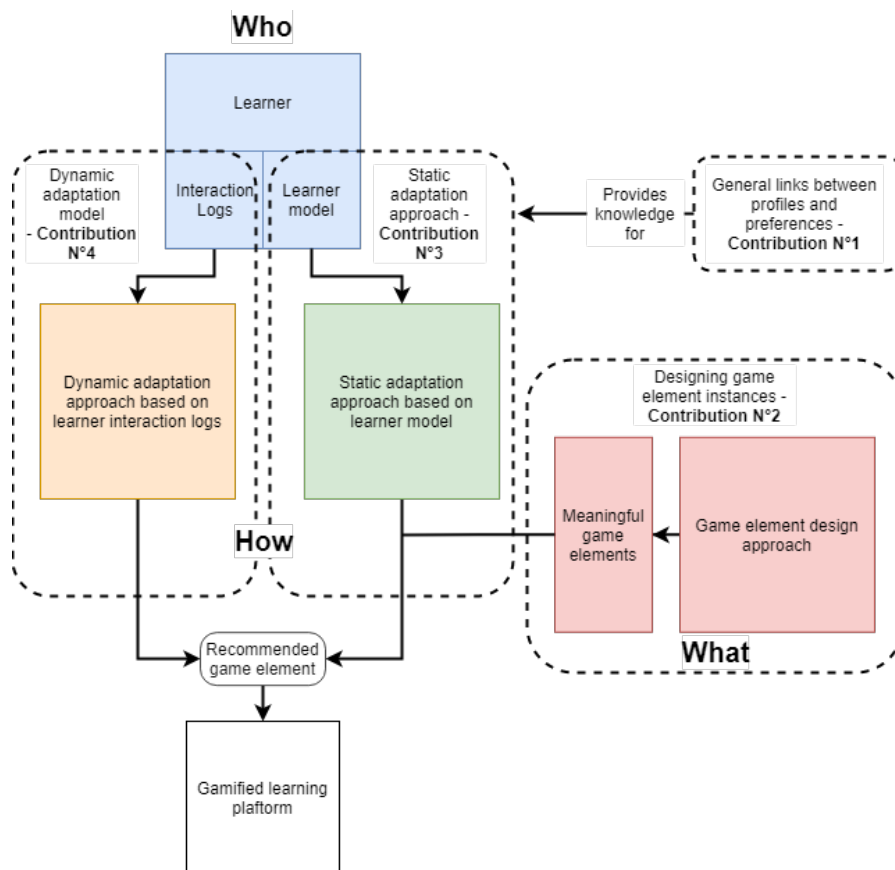 Who
Learner
Dynamic
adaptation
model
- Contribution
N°4
Interaction
Logs
Learner
model
Static
adaptation
approach -
Contribution
N°3
Provides
knowledge
for
General links between
profiles and
preferences -
Contribution N°1
Dynamic adaptation
approach based on
learner interaction logs
Static adaptation
approach based on
learner model
Designing game
element instances -
Contribution N°2
Meaningful
game
elements
Game element design
approach
How
What
Recommended
game element
Gamified learning
plaftorm